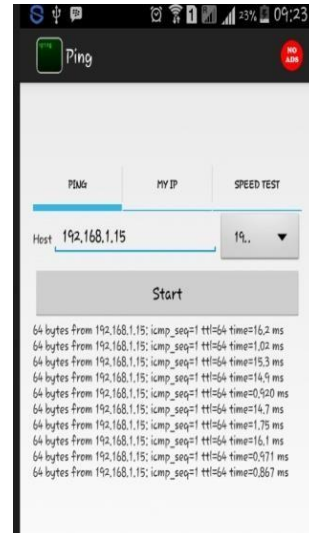 23% 09:23
Ping
NO ADS
PING MY IP SPEED TEST
Host 192.168.1.15 19..
Start
64 bytes from 192.168.1.15: icmp_seq=1 ttl=64 time=16,2 ms
64 bytes from 192.168.1.15: icmp_seq=1 ttl=64 time=1,02 ms
64 bytes from 192.168.1.15: icmp_seq=1 ttl=64 time=15,3 ms
64 bytes from 192.168.1.15: icmp_seq=1 ttl=64 time=14,9 ms
64 bytes from 192.168.1.15: icmp_seq=1 ttl=64 time=0,920 ms
64 bytes from 192.168.1.15: icmp_seq=1 ttl=64 time=14,7 ms
64 bytes from 192.168.1.15: icmp_seq=1 ttl=64 time=1,75 ms
64 bytes from 192.168.1.15: icmp_seq=1 ttl=64 time=16,1 ms
64 bytes from 192.168.1.15: icmp_seq=1 ttl=64 time=0,971 ms
64 bytes from 192.168.1.15: icmp_seq=1 ttl=64 time=0,867 ms